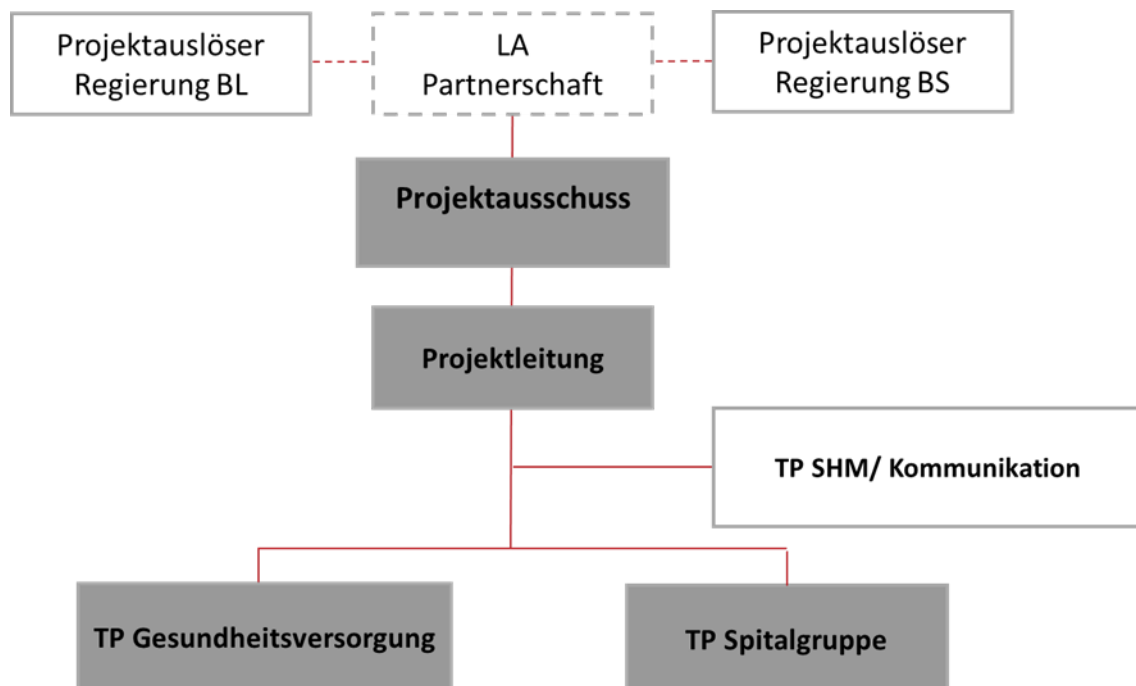 Projektauslöser
Regierung BL
LA
Partnerschaft
Projektauslöser
Regierung BS
Projektausschuss
Projektleitung
TP SHM/ Kommunikation
TP Gesundheitsversorgung
TP Spitalgruppe